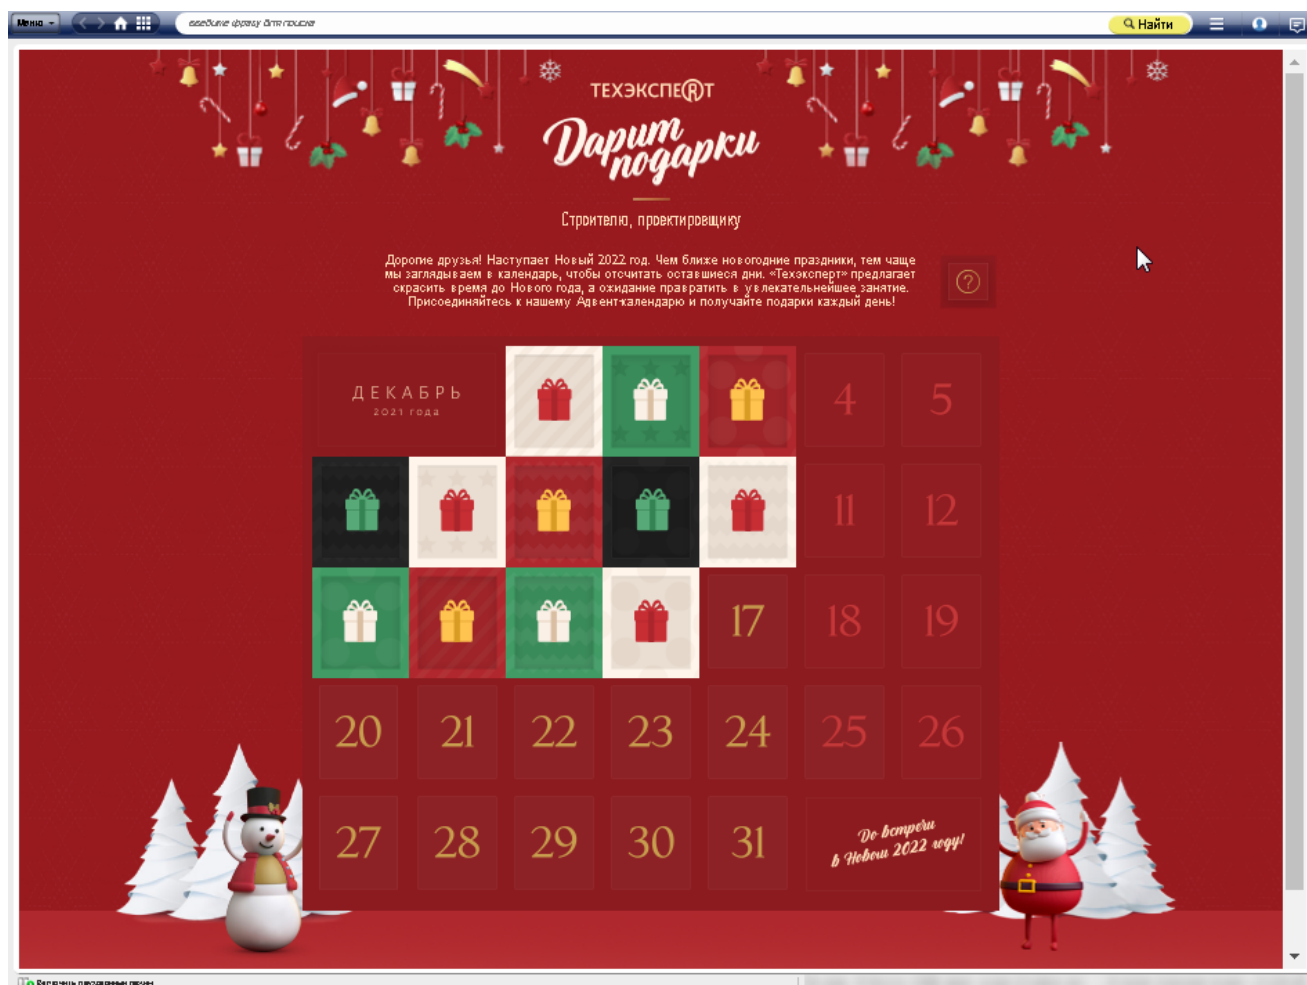 Меню
введите фразу для поиска
Найти
ТЕХЭКСПЕRТ
Дарит
подарки
Строителю, проектировщику
Дорогие друзья! Наступает Новый 2022 год. Чем ближе новогодние праздники, тем чаще
мы заглядываем в календарь, чтобы отсчитать оставшиеся дни. «Техэксперт» предлагает
скрасить время до Нового года, а ожидание превратить в увлекательнейшее занятие.
Присоединяйтесь к нашему Адвент-календарю и получайте подарки каждый день!
?
ДЕКАБРЬ
2021 года
4 5
11 12
17 18 19
20 21 22 23 24 25 26
27 28 29 30 31
До встречи
в Новом 2022 году!